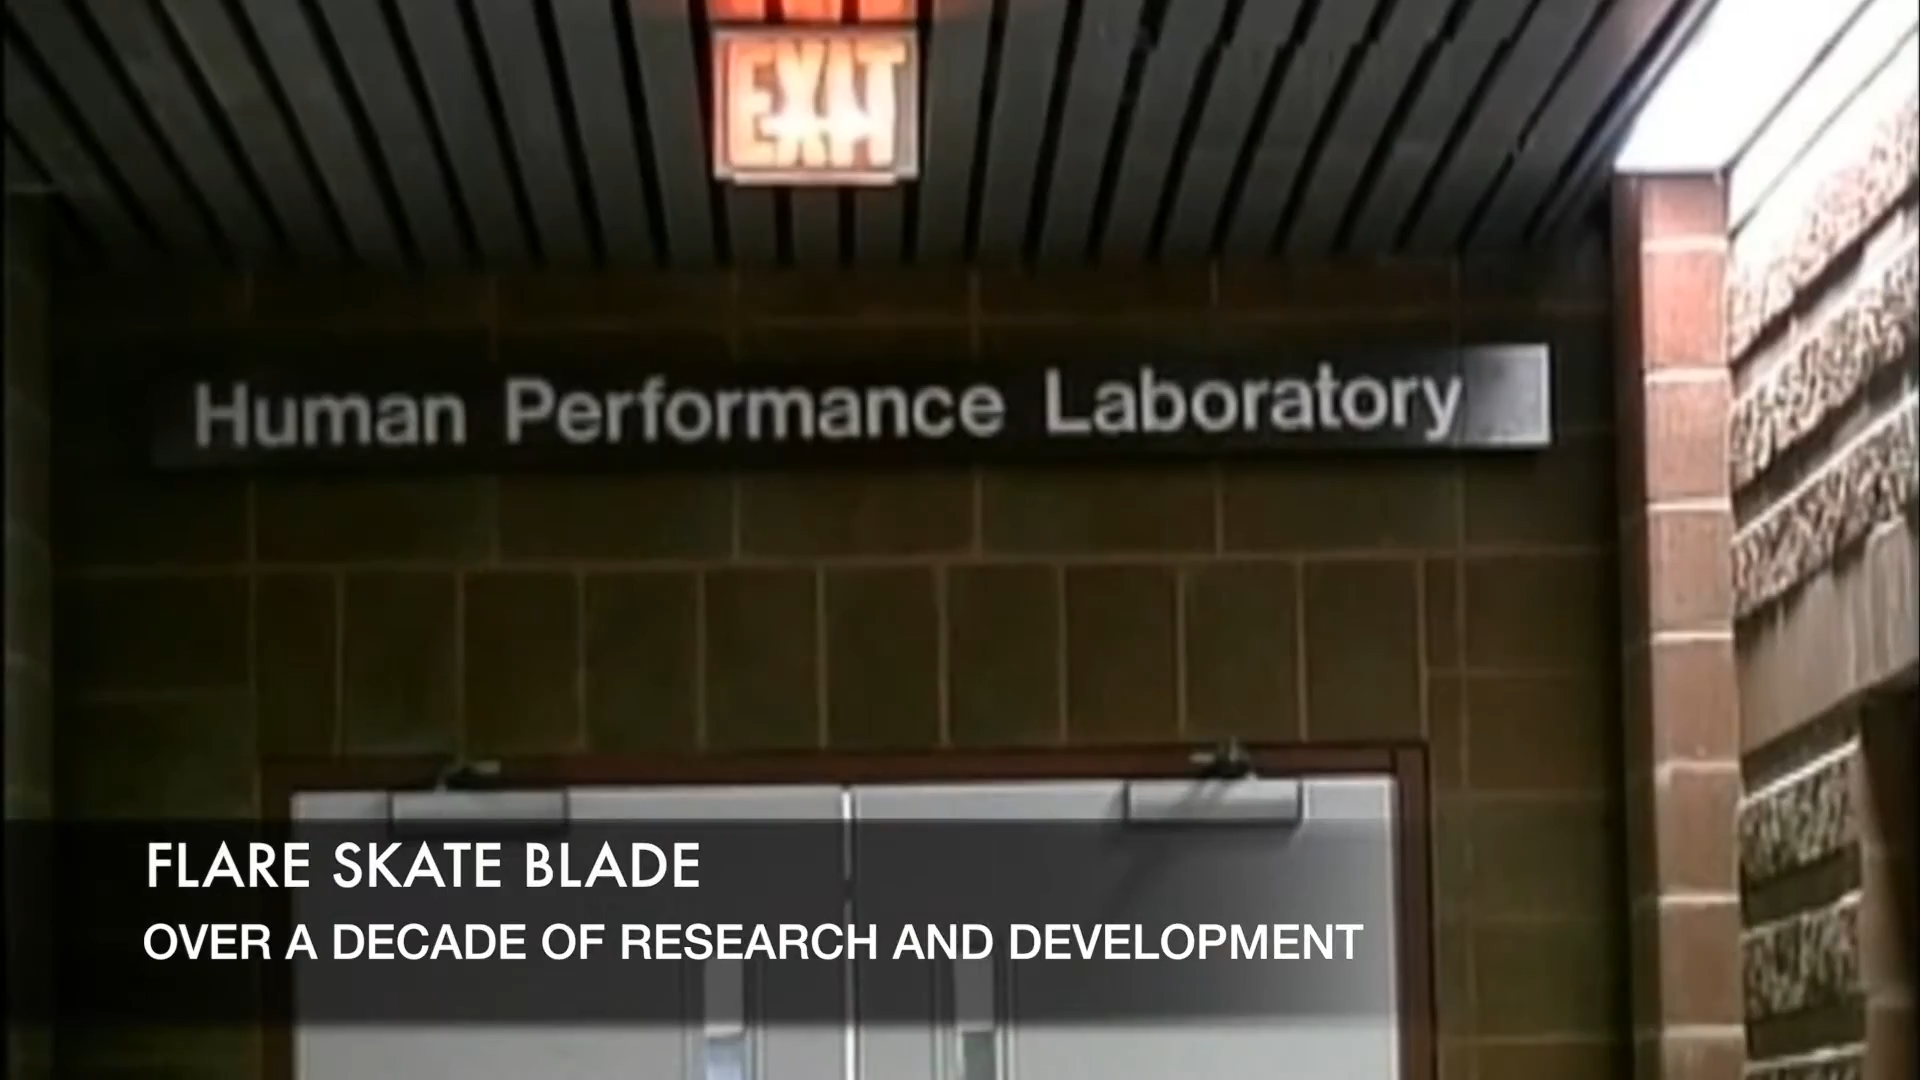 EXIT
Human Performance Laboratory
FLARE SKATE BLADE
OVER A DECADE OF RESEARCH AND DEVELOPMENT